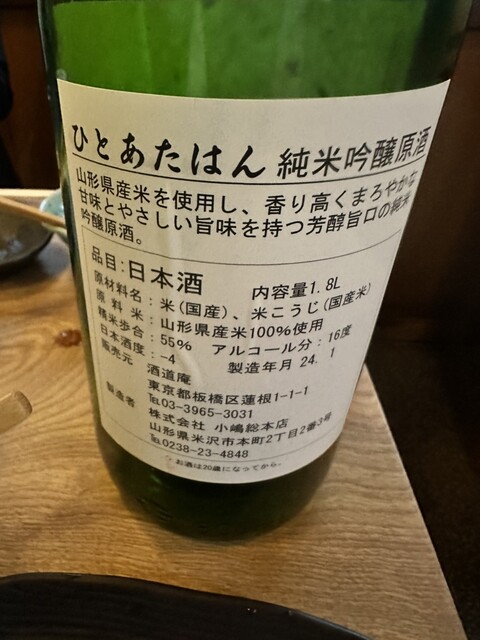 ひとあたはん 純米吟醸原酒
山形県産米を使用し、香り高くまろやかな
甘味とやさしい旨味を持つ芳醇旨口の純米
吟醸原酒。
品目:日本酒 内容量1.8L
原材料名:米(国産)、米こうじ(国産米)
原料米:山形県産米100%使用
精米歩合:55% アルコール分:16度
日本酒度:-4 製造年月 24. 1
販売元 酒道庵
東京都板橋区蓮根1-1-1
℡03-3965-3031
製造者 株式会社 小嶋総本店
山形県米沢市本町2丁目2番3号
℡0238-23-4848
お酒は20歳になってから。